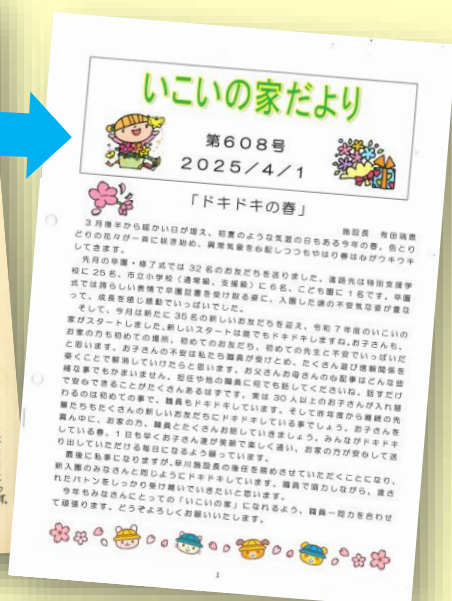 いこいの家だより
第608号
2025/4/1
「ドキドキの春」
施設長 有田瑞恵
3月後半から暖かい日が増え、初夏のような気温の日もある今年の春。色とり
どりの花々が一斉に咲き始め、異常気象を心配しつつもやはり春は心がウキウキ
してきます。
先月の卒園・修了式では32名のお友だちを送りました。進路先は特別支援学
校に25名、市立小学校（通常級、支援級）に6名、こども園に1名です。卒園
式では誇らしい表情で卒園証書を受け取る姿に、入園した頃の不安気な姿が重な
って、成長を感じ感動でいっぱいでした。
そして、今月は新たに35名の新しいお友だちを迎え、令和7年度のいこいの
家がスタートしました。新しいスタートは誰でもドキドキしますね。お子さんも、
お家の方も初めての場所、初めてのお友だち、初めての先生と不安でいっぱいだ
と思います。お子さんの不安は私たち職員が受けとめ、たくさん遊び信頼関係を
築くことで解消していけたらと思います。お父さんお母さんの心配事はどんな些
細な事でもかまいません。担任や他の職員に何でも話してくださいね。話すだけ
で安心できることがたくさんあるはずです。実は30人以上のお子さんが入れ替
わるのは初めての事で、職員もドキドキしています。そして昨年度から継続の先
輩たちもたくさんの新しいお友だちにドキドキしている事でしょう。お子さんを
真ん中に、お家の方、職員とたくさんお話していきましょう。みんながドキドキ
している春。1日も早くお子さん達が笑顔で楽しく通い、お家の方が安心して送
り出していただける毎日になるよう願っています。
最後に私事になりますが、早川施設長の後任を務めさせていただくことになり、
新入園のみなさんと同じようにドキドキしています。職員で協力しながら、渡さ
れたバトンをしっかり受け継いでいきたいと思います。
今年もみなさんにとっての「いこいの家」になれるよう、職員一同力を合わせ
て頑張ります。どうぞよろしくお願いいたします。
1